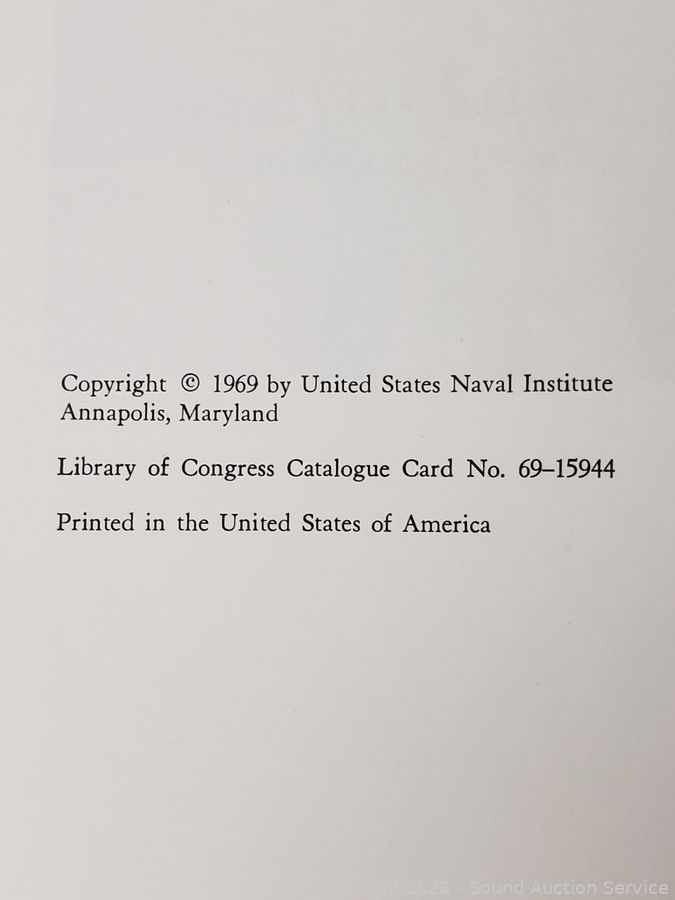 Copyright © 1969 by United States Naval Institute
Annapolis, Maryland
Library of Congress Catalogue Card No. 69–15944
Printed in the United States of America
2026 - Sound Auction Service